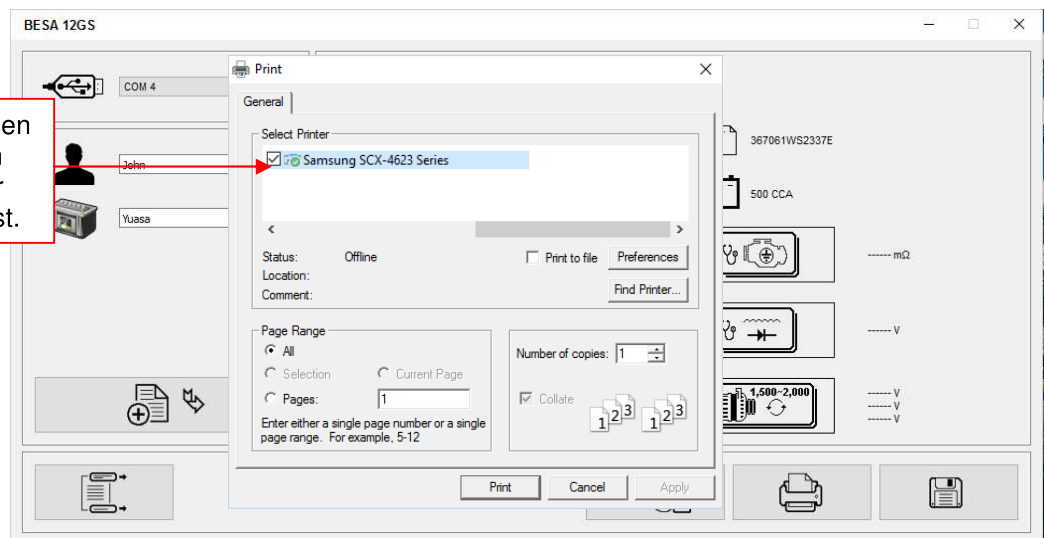 BESA 12GS
COM 4
en
st.
John
Yuasa
Print
General
Select Printer
Samsung SCX-4623 Series
Status: Offline
Location:
Comment:
Print to file
Preferences
Find Printer...
Page Range
All
Selection
Current Page
Pages: 1
Enter either a single page number or a single
page range. For example, 5-12
Number of copies: 1
Collate
1 2 3
1 2 3
Print
Cancel
Apply
367061WS2337E
500 CCA
------ mΩ
------ V
1,500~2,000
------ V
------ V
------ V